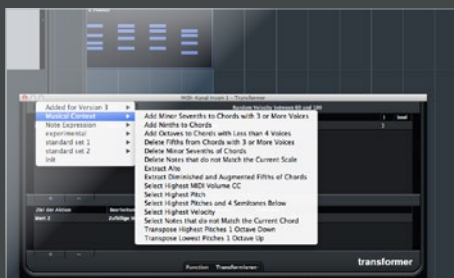 MIDI: Kanal Insert 1 - Transformer
Random Velocity between 60 and 100
Added for Version 3
Musical Context
Note Expression
experimental
standard set 1
standard set 2
init
Add Minor Sevenths to Chords with 3 or More Voices
Add Ninths to Chords
Add Octaves to Chords with Less than 4 Voices
Delete Fifths from Chords with 3 or More Voices
Delete Minor Sevenths of Chords
Delete Notes that do not Match the Current Scale
Extract Alto
Extract Diminished and Augmented Fifths of Chords
Select Highest MIDI Volume CC
Select Highest Pitch
Select Highest Pitches and 4 Semitones Below
Select Highest Velocity
Select Notes that do not Match the Current Chord
Transpose Highest Pitches 1 Octave Down
Transpose Lowest Pitches 1 Octave Up
Ziel der Aktion
Wert 2
Function
Transformieren
transformer